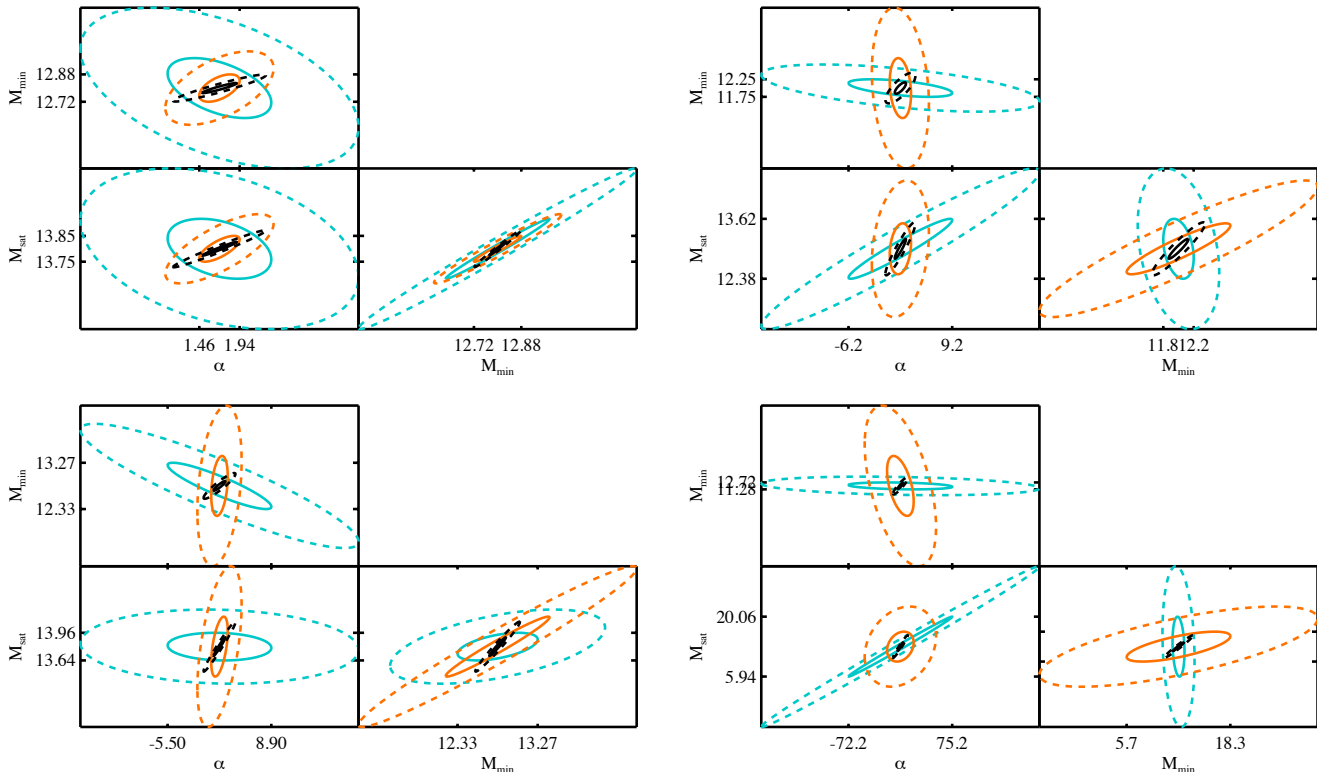 M_min
12.88
12.72
M_sat
13.85
13.75
1.46 1.94
α
12.72 12.88
M_min
M_min
12.25
11.75
M_sat
13.62
12.38
-6.2 9.2
α
11.8 12.2
M_min
M_min
13.27
12.33
M_sat
13.96
13.64
-5.50 8.90
α
12.33 13.27
M_min
M_min
12.72
11.28
M_sat
20.06
5.94
-72.2 75.2
α
5.7 18.3
M_min